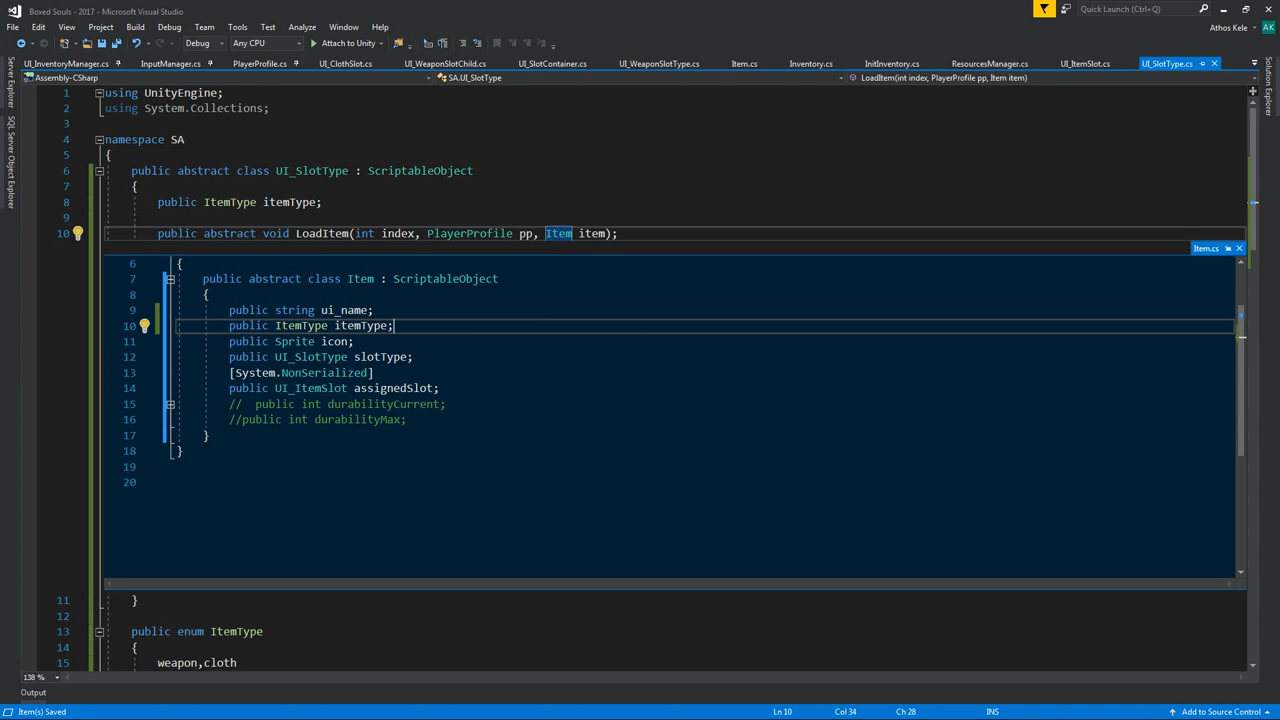 Boxed Souls - 2017 - Microsoft Visual Studio
Quick Launch (Ctrl+Q)
File Edit View Project Build Debug Team Tools Test Analyze Window Help
Athos Kele AK
Debug Any CPU Attach to Unity
UI_InventoryManager.cs InputManager.cs PlayerProfile.cs UI_ClothSlot.cs UI_WeaponSlotChild.cs UI_SlotContainer.cs UI_WeaponSlotType.cs Item.cs Inventory.cs InitInventory.cs ResourcesManager.cs UI_ItemSlot.cs UI_SlotType.cs
Assembly-CSharp SA.UI_SlotType LoadItem(int index, PlayerProfile pp, Item item)
Server Explorer
SQL Server Object Explorer
Solution Explorer
1 using UnityEngine;
2 using System.Collections;
3
4 namespace SA
5 {
6 public abstract class UI_SlotType : ScriptableObject
7 {
8 public ItemType itemType;
9
10 public abstract void LoadItem(int index, PlayerProfile pp, Item item);
Item.cs
6 {
7 public abstract class Item : ScriptableObject
8 {
9 public string ui_name;
10 public ItemType itemType;
11 public Sprite icon;
12 public UI_SlotType slotType;
13 [System.NonSerialized]
14 public UI_ItemSlot assignedSlot;
15 // public int durabilityCurrent;
16 //public int durabilityMax;
17 }
18 }
19
20
11 }
12
13 public enum ItemType
14 {
15 weapon,cloth
138 %
Output
Item(s) Saved Ln 10 Col 34 Ch 28 INS Add to Source Control